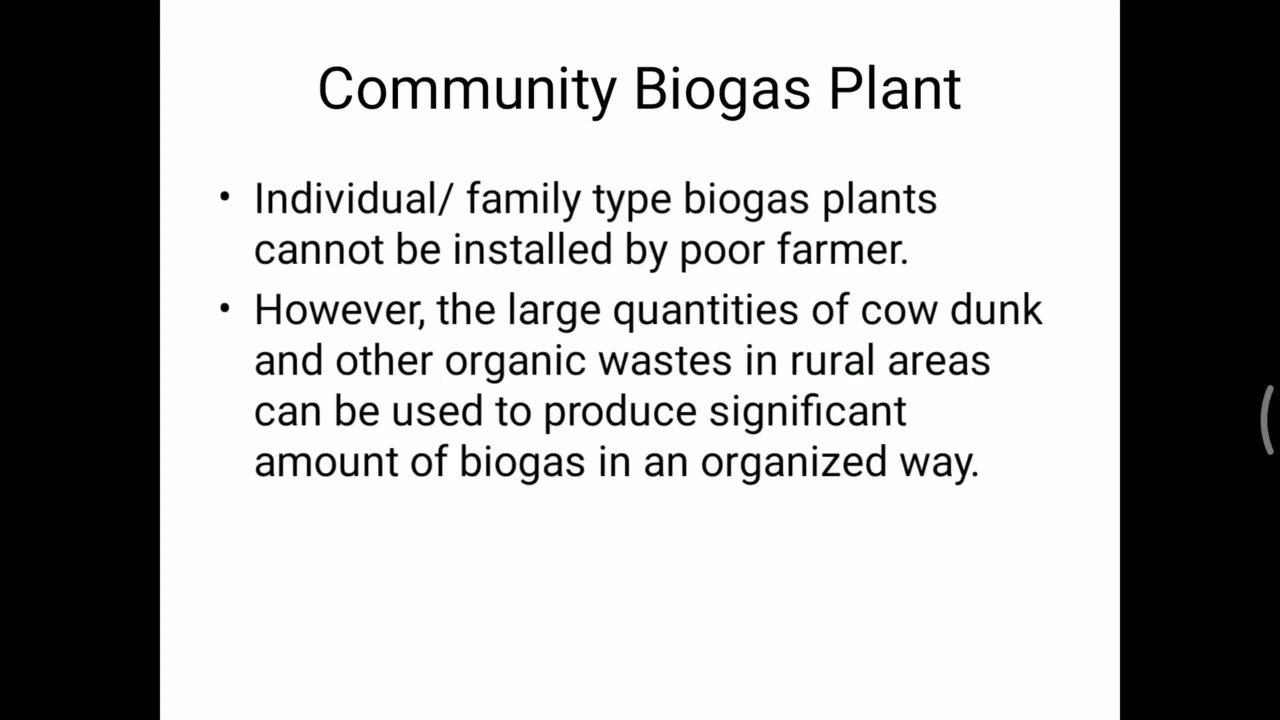 Community Biogas Plant
• Individual/ family type biogas plants
cannot be installed by poor farmer.
• However, the large quantities of cow dunk
and other organic wastes in rural areas
can be used to produce significant
amount of biogas in an organized way.